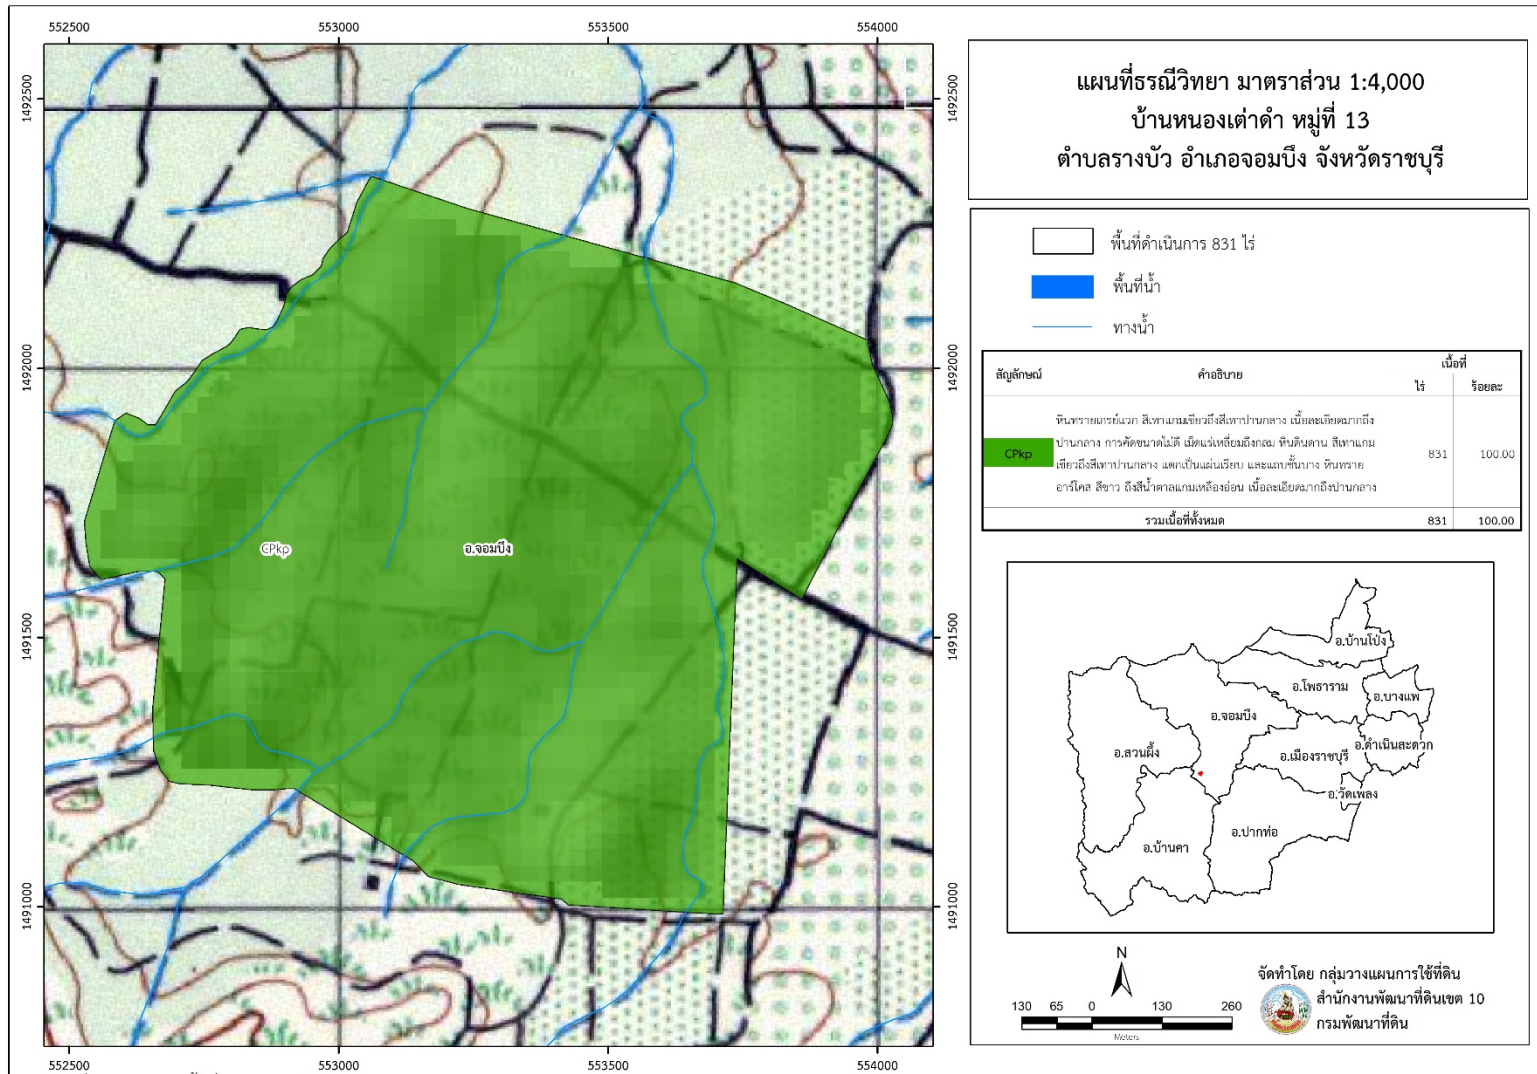 552500 553000 553500 554000
1492500
1492000
1491500
1491000
CPkp
อ.จอมบึง
1492500
1492000
1491500
1491000
552500 553000 553500 554000
แผนที่ธรณีวิทยา มาตราส่วน 1:4,000
บ้านหนองเต่าดำ หมู่ที่ 13
ตำบลรางบัว อำเภอจอมบึง จังหวัดราชบุรี
พื้นที่ดำเนินการ 831 ไร่
พื้นที่น้ำ
ทางน้ำ
สัญลักษณ์ คำอธิบาย เนื้อที่
ไร่ ร้อยละ
หินทรายเกรย์แวก สีเทาแกมเขียวถึงสีเทาปานกลาง เนื้อละเอียดมากถึง
ปานกลาง การคัดขนาดไม่ดี เม็ดแร่เหลี่ยมถึงกลม หินดินดาน สีเทาแกม
CPkp 831 100.00
เขียวถึงสีเทาปานกลาง แตกเป็นแผ่นเรียบ และแถบชั้นบาง หินทราย
อาร์โคส สีขาว ถึงสีน้ำตาลแกมเหลืองอ่อน เนื้อละเอียดมากถึงปานกลาง
รวมเนื้อที่ทั้งหมด 831 100.00
อ.บ้านโป่ง
อ.โพธาราม
อ.บางแพ
อ.จอมบึง
อ.ดำเนินสะดวก
อ.สวนผึ้ง
อ.เมืองราชบุรี
อ.วัดเพลง
อ.ปากท่อ
อ.บ้านคา
N
130 65 0 130 260
Meters
จัดทำโดย กลุ่มวางแผนการใช้ที่ดิน
สำนักงานพัฒนาที่ดินเขต 10
กรมพัฒนาที่ดิน